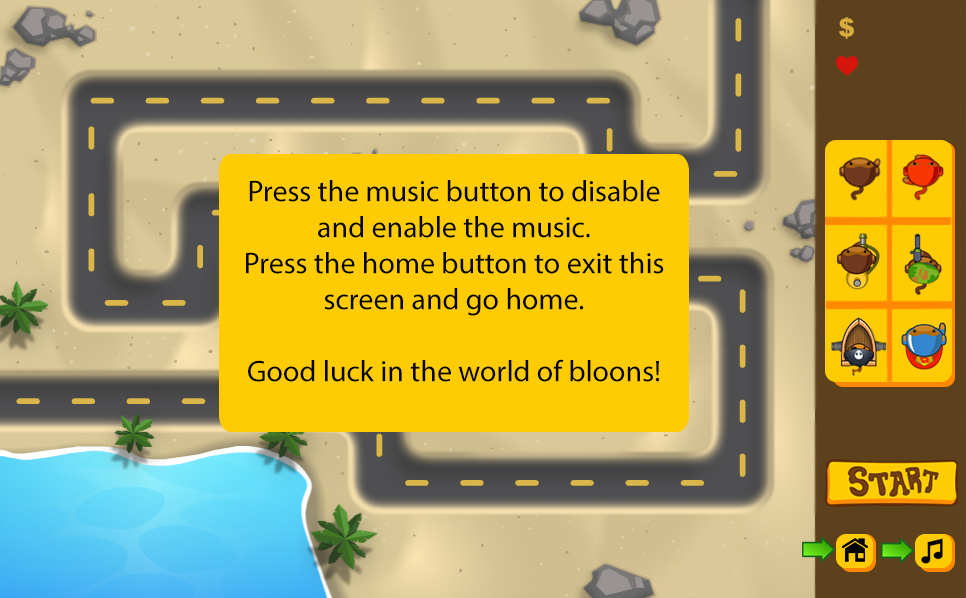 $
Press the music button to disable
and enable the music.
Press the home button to exit this
screen and go home.
Good luck in the world of bloons!
START